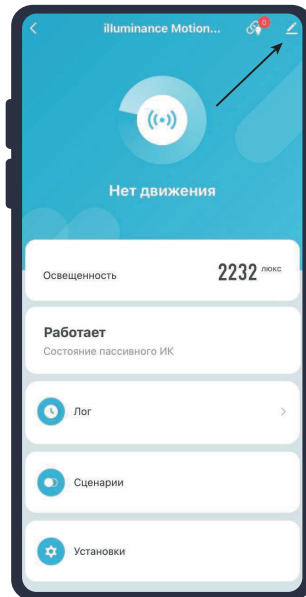 illuminance Motion...
0
Нет движения
Освещенность
2232 люкс
Работает
Состояние пассивного ИК
Лог
Сценарии
Установки